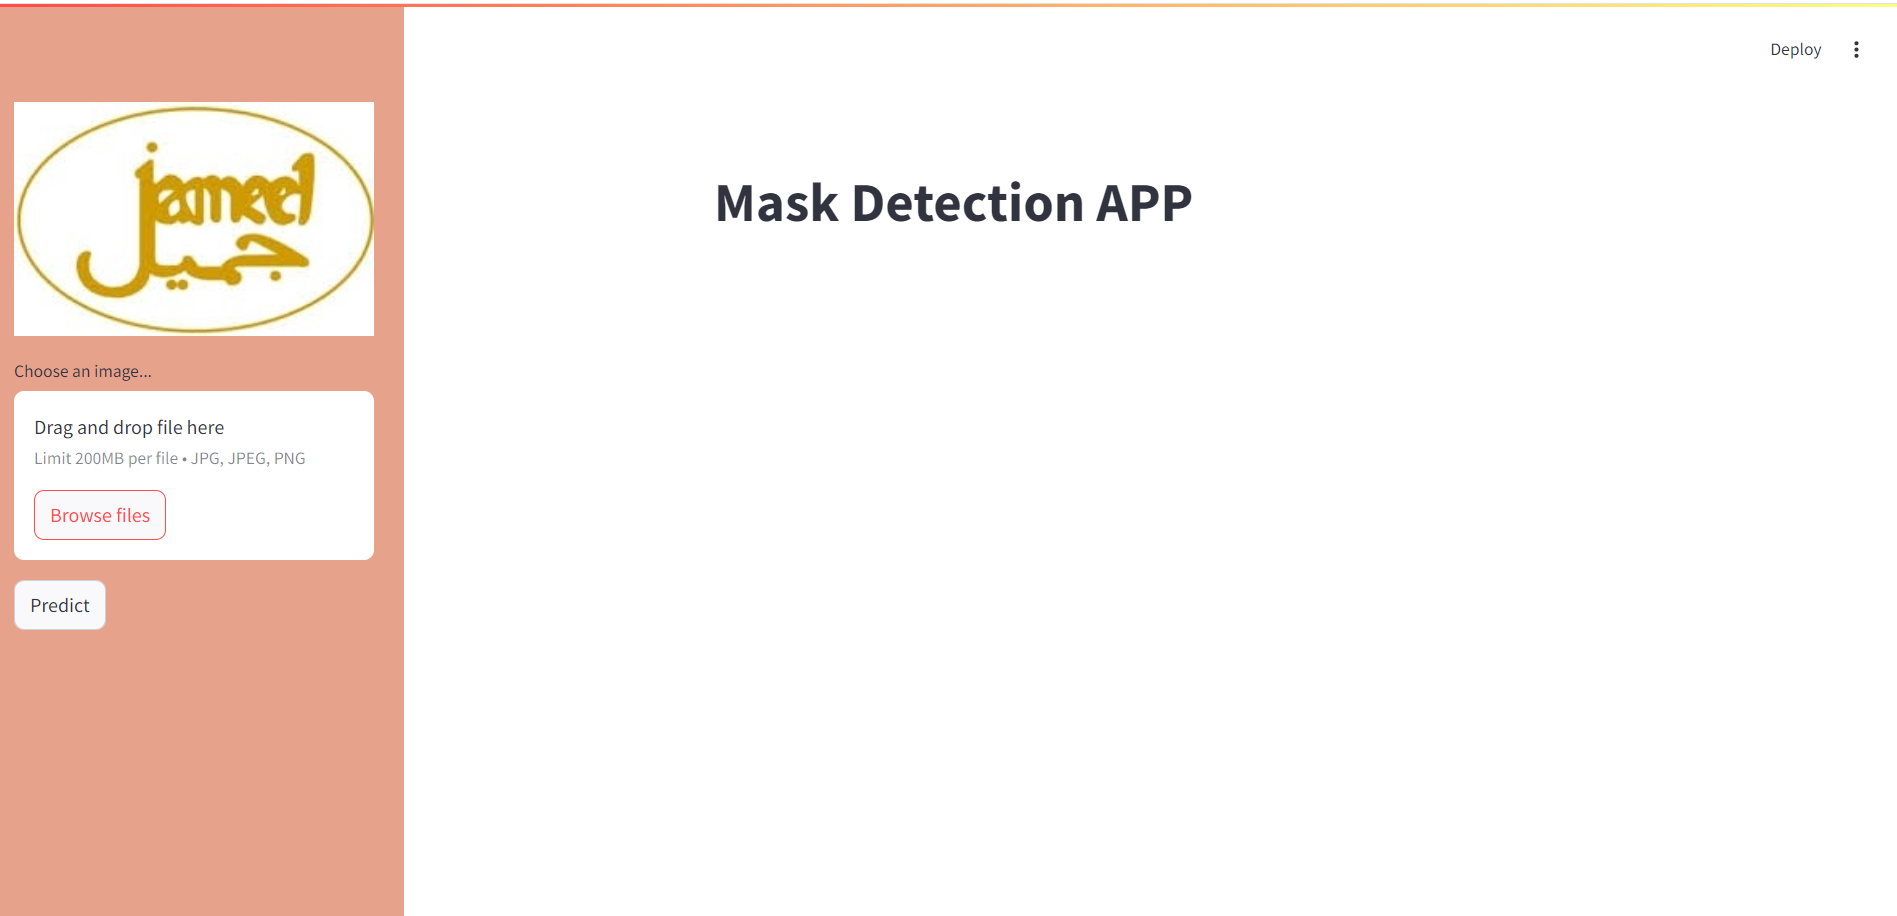 Deploy
jameel
جميل
Mask Detection APP
Choose an image...
Drag and drop file here
Limit 200MB per file • JPG, JPEG, PNG
Browse files
Predict